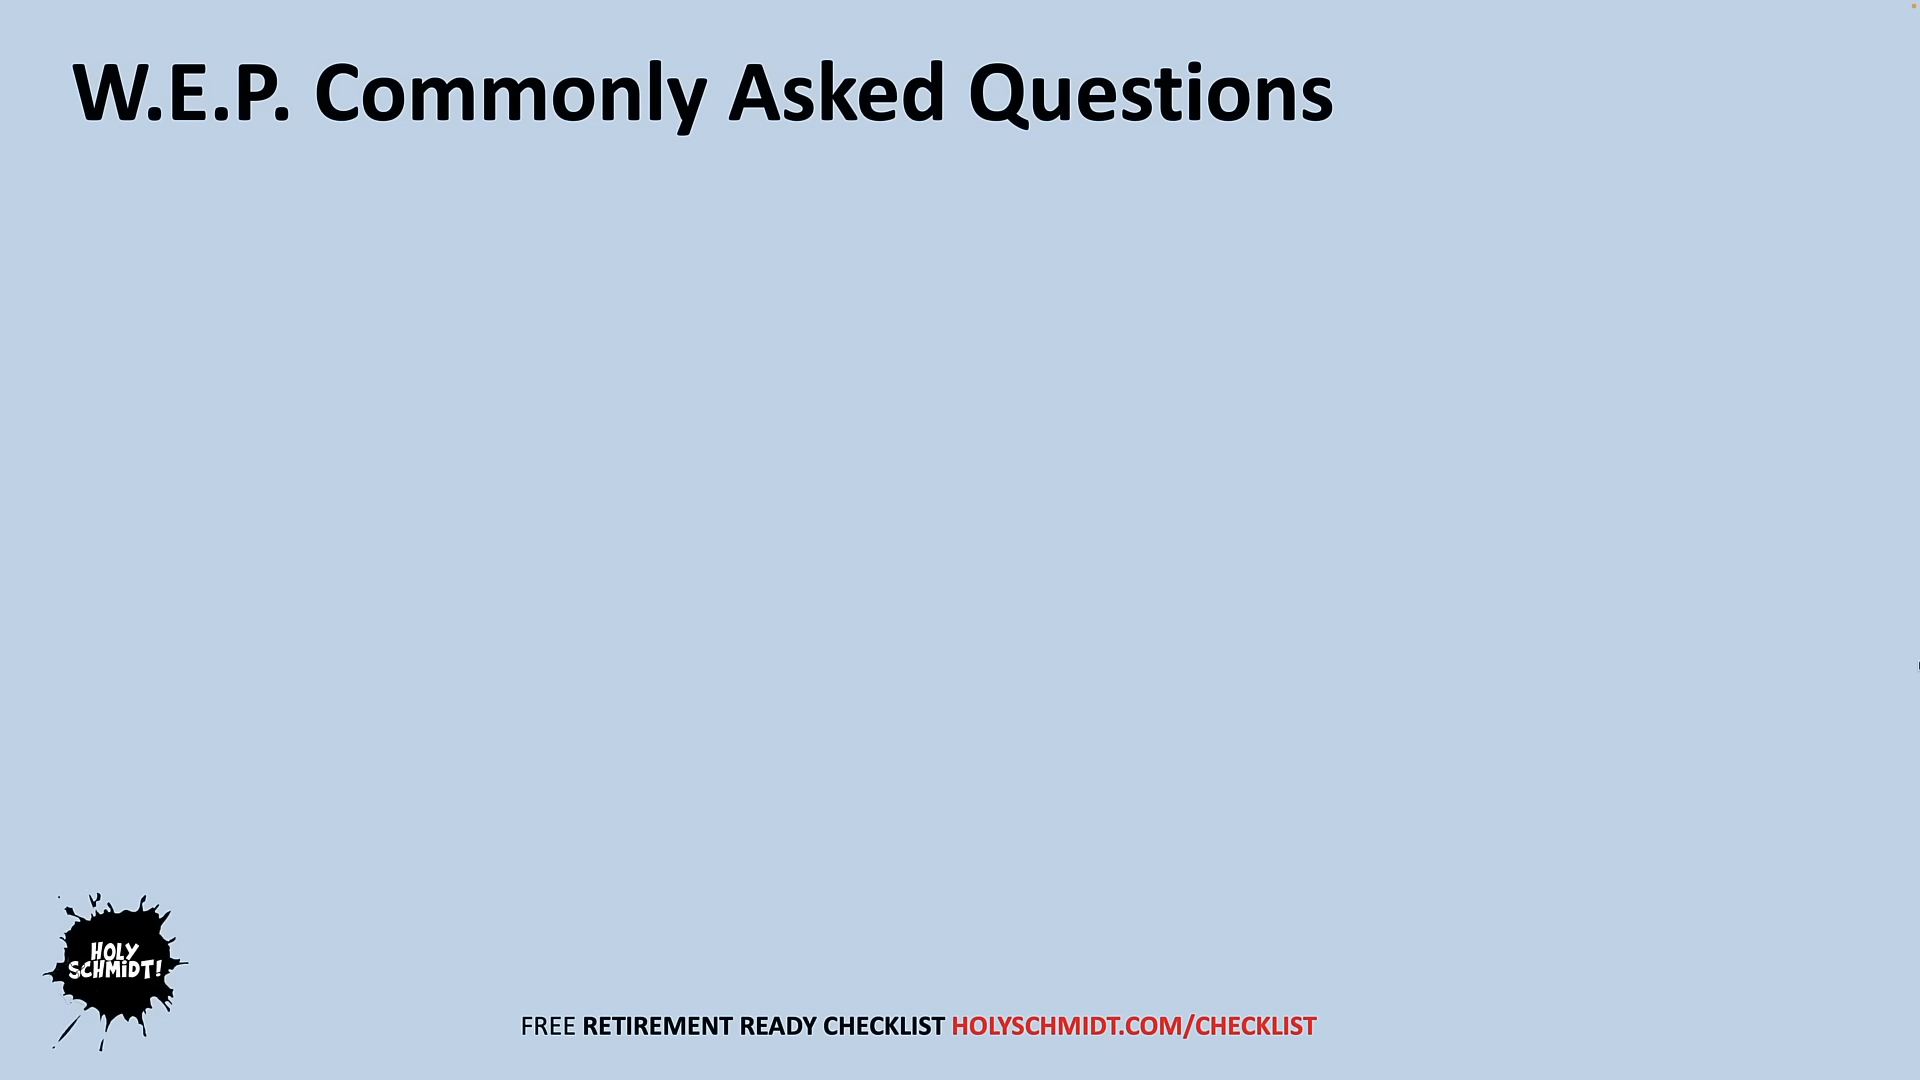 W.E.P. Commonly Asked Questions
HOLY
SCHMiDT!
FREE RETIREMENT READY CHECKLIST HOLYSCHMIDT.COM/CHECKLIST